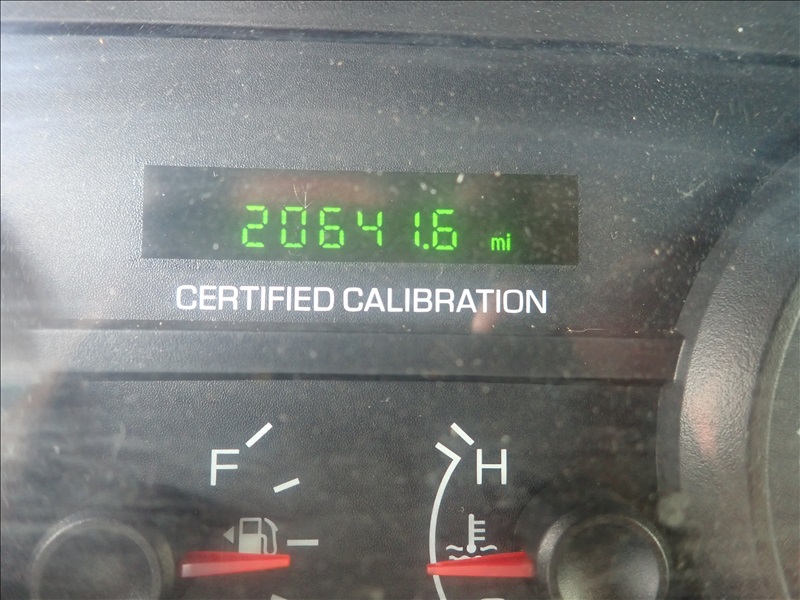 20641.6 mi
CERTIFIED CALIBRATION
F H